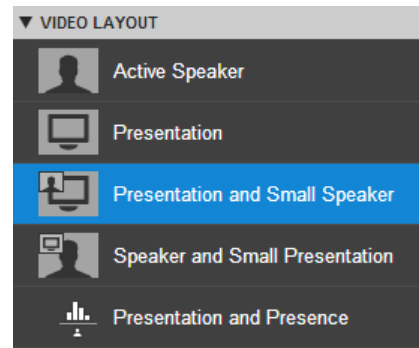 VIDEO LAYOUT
Active Speaker
Presentation
Presentation and Small Speaker
Speaker and Small Presentation
Presentation and Presence